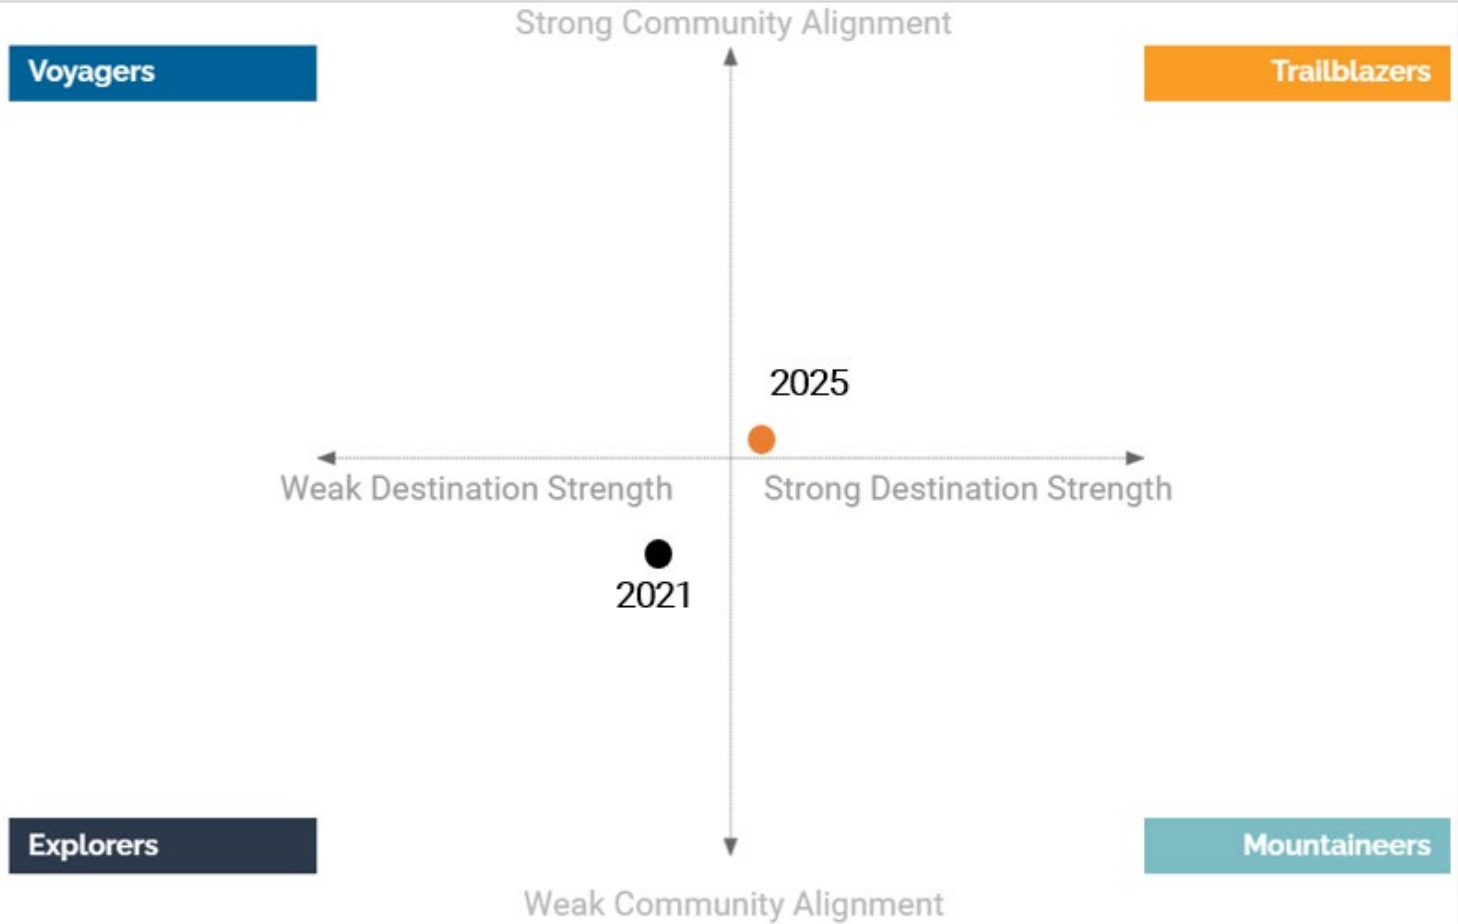 Strong Community Alignment
Voyagers
Trailblazers
2025
Weak Destination Strength
Strong Destination Strength
2021
Explorers
Mountaineers
Weak Community Alignment